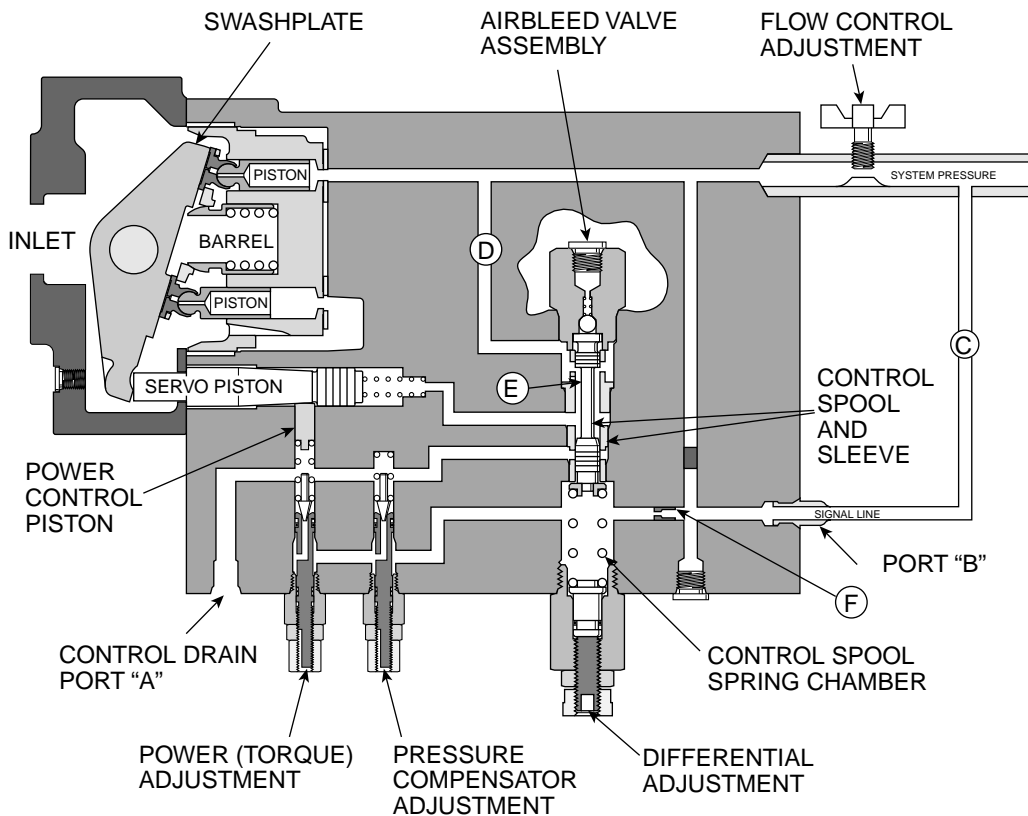 SWASHPLATE
AIRBLEED VALVE
ASSEMBLY
FLOW CONTROL
ADJUSTMENT
PISTON
SYSTEM PRESSURE
INLET
BARREL
D
PISTON
C
SERVO PISTON
E
CONTROL
SPOOL
AND
SLEEVE
POWER
CONTROL
PISTON
SIGNAL LINE
PORT “B”
F
CONTROL DRAIN
PORT “A”
CONTROL SPOOL
SPRING CHAMBER
POWER (TORQUE)
ADJUSTMENT
PRESSURE
COMPENSATOR
ADJUSTMENT
DIFFERENTIAL
ADJUSTMENT